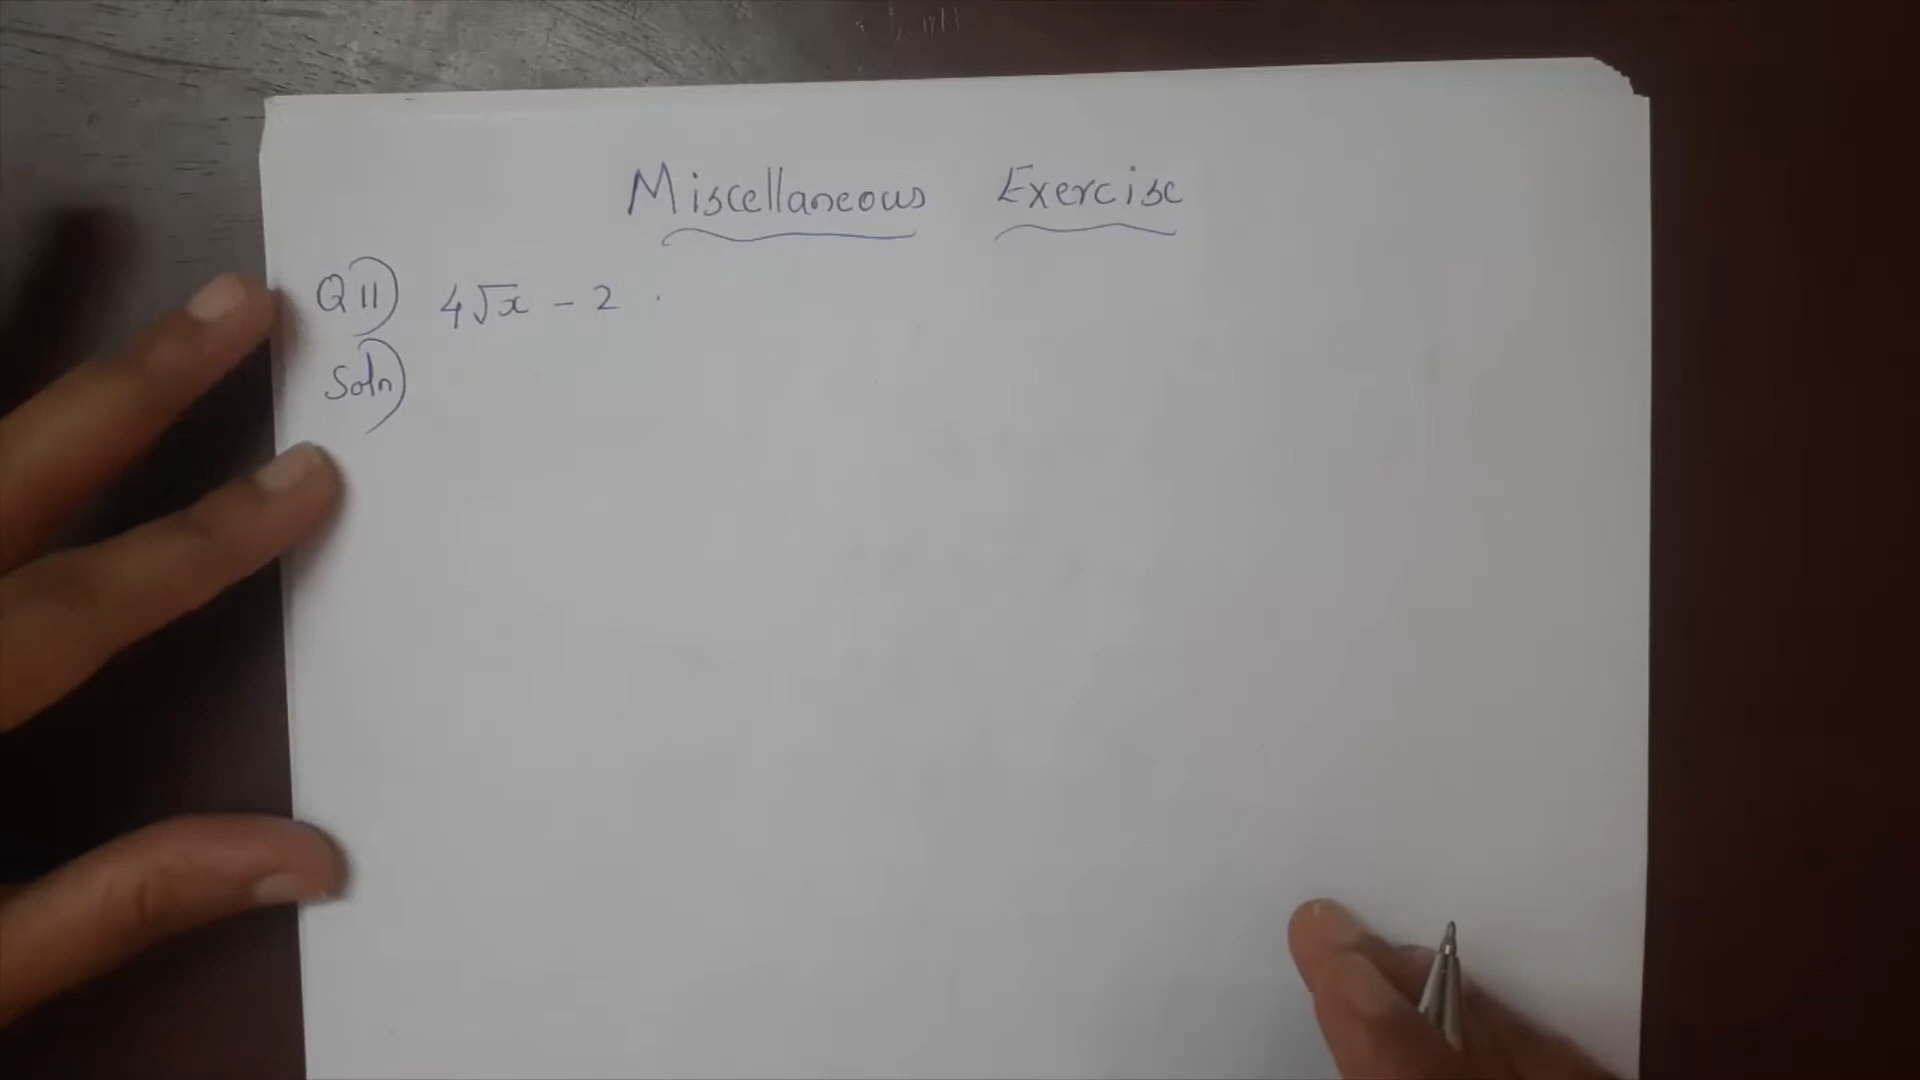 Miscellaneous Exercise
Q11) 4√x - 2 .
Soln)